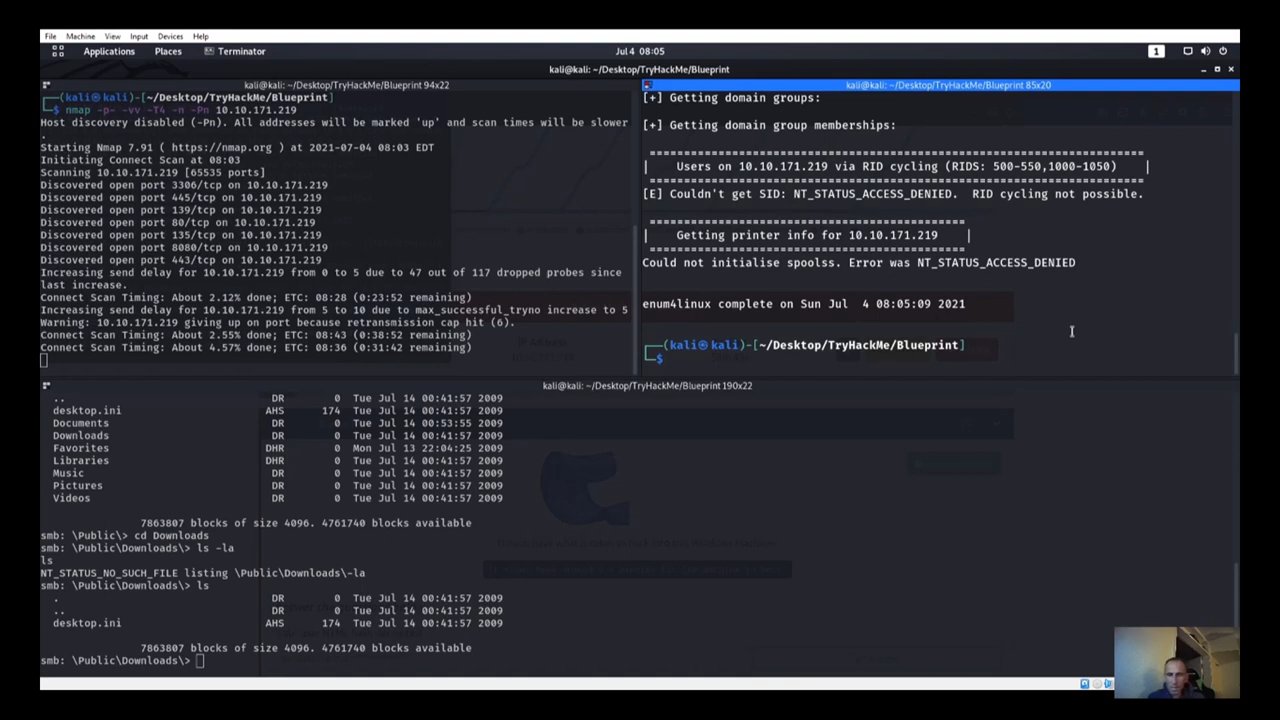 File Machine View Input Devices Help
Applications Places Terminator Jul 4 08:05 1
kali@kali: ~/Desktop/TryHackMe/Blueprint
kali@kali: ~/Desktop/TryHackMe/Blueprint 94x22
┌──(kali㉿kali)-[~/Desktop/TryHackMe/Blueprint]
└─$ nmap -p- -vv -T4 -n -Pn 10.10.171.219
Host discovery disabled (-Pn). All addresses will be marked 'up' and scan times will be slower
.
Starting Nmap 7.91 ( https://nmap.org ) at 2021-07-04 08:03 EDT
Initiating Connect Scan at 08:03
Scanning 10.10.171.219 [65535 ports]
Discovered open port 3306/tcp on 10.10.171.219
Discovered open port 445/tcp on 10.10.171.219
Discovered open port 139/tcp on 10.10.171.219
Discovered open port 80/tcp on 10.10.171.219
Discovered open port 135/tcp on 10.10.171.219
Discovered open port 8080/tcp on 10.10.171.219
Discovered open port 443/tcp on 10.10.171.219
Increasing send delay for 10.10.171.219 from 0 to 5 due to 47 out of 117 dropped probes since
last increase.
Connect Scan Timing: About 2.12% done; ETC: 08:28 (0:23:52 remaining)
Increasing send delay for 10.10.171.219 from 5 to 10 due to max_successful_tryno increase to 5
Warning: 10.10.171.219 giving up on port because retransmission cap hit (6).
Connect Scan Timing: About 2.55% done; ETC: 08:43 (0:38:52 remaining)
Connect Scan Timing: About 4.57% done; ETC: 08:36 (0:31:42 remaining)
kali@kali: ~/Desktop/TryHackMe/Blueprint 85x20
[+] Getting domain groups:
[+] Getting domain group memberships:
========================================================================
| Users on 10.10.171.219 via RID cycling (RIDS: 500-550,1000-1050) |
========================================================================
[E] Couldn't get SID: NT_STATUS_ACCESS_DENIED. RID cycling not possible.
==============================================
| Getting printer info for 10.10.171.219 |
==============================================
Could not initialise spoolss. Error was NT_STATUS_ACCESS_DENIED
enum4linux complete on Sun Jul 4 08:05:09 2021
┌──(kali㉿kali)-[~/Desktop/TryHackMe/Blueprint]
└─$
kali@kali: ~/Desktop/TryHackMe/Blueprint 190x22
.. DR 0 Tue Jul 14 00:41:57 2009
desktop.ini AHS 174 Tue Jul 14 00:41:57 2009
Documents DR 0 Tue Jul 14 00:53:55 2009
Downloads DR 0 Tue Jul 14 00:41:57 2009
Favorites DHR 0 Mon Jul 13 22:04:25 2009
Libraries DHR 0 Tue Jul 14 00:41:57 2009
Music DR 0 Tue Jul 14 00:41:57 2009
Pictures DR 0 Tue Jul 14 00:41:57 2009
Videos DR 0 Tue Jul 14 00:41:57 2009
7863807 blocks of size 4096. 4761740 blocks available
smb: \Public\> cd Downloads
smb: \Public\Downloads\> ls -la
ls
NT_STATUS_NO_SUCH_FILE listing \Public\Downloads\-la
smb: \Public\Downloads\> ls
. DR 0 Tue Jul 14 00:41:57 2009
.. DR 0 Tue Jul 14 00:41:57 2009
desktop.ini AHS 174 Tue Jul 14 00:41:57 2009
7863807 blocks of size 4096. 4761740 blocks available
smb: \Public\Downloads\>